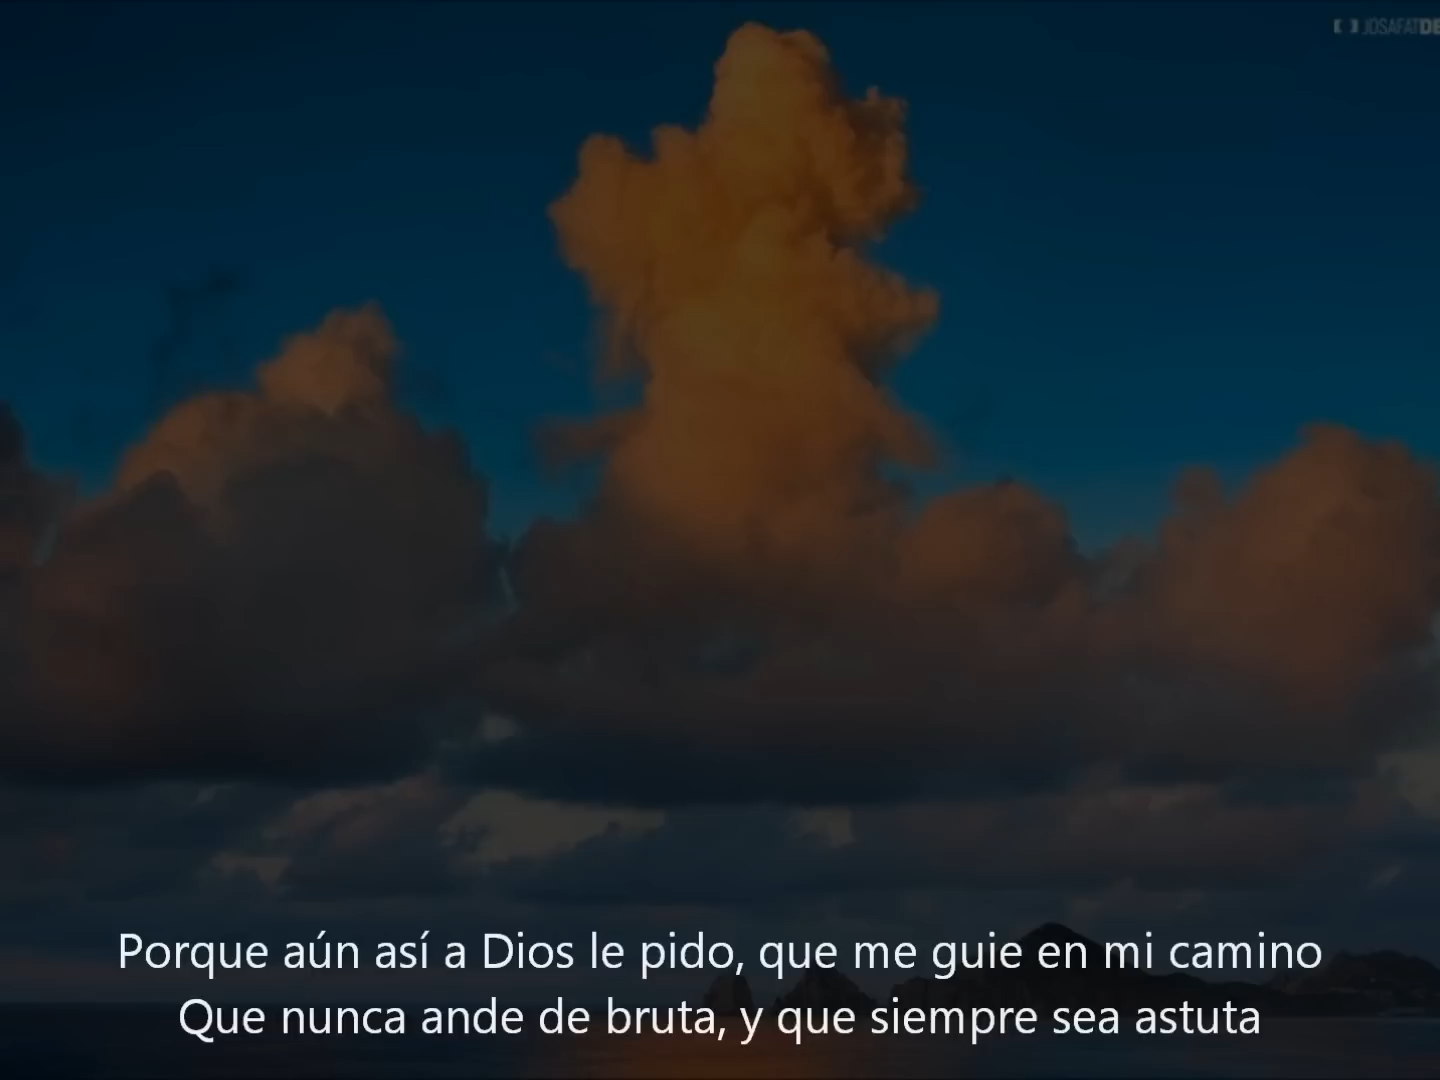 JOSAFATDE
Porque aún así a Dios le pido, que me guie en mi camino
Que nunca ande de bruta, y que siempre sea astuta